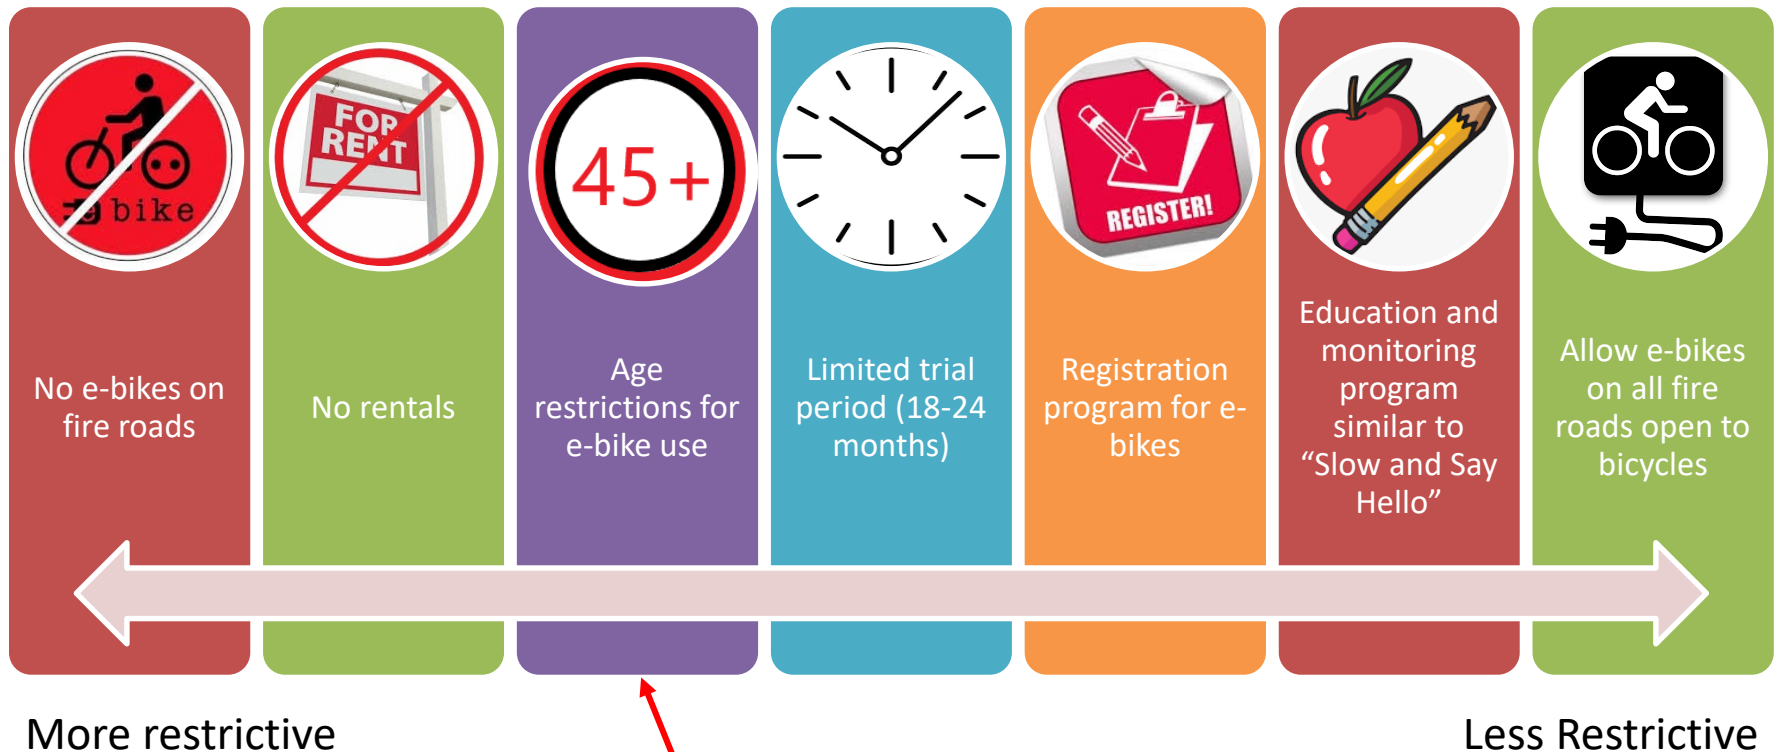 bike
FOR
RENT
45+
REGISTER!
No e-bikes on
fire roads
No rentals
Age
restrictions for
e-bike use
Limited trial
period (18-24
months)
Registration
program for e-
bikes
Education and
monitoring
program
similar to
“Slow and Say
Hello”
Allow e-bikes
on all fire
roads open to
bicycles
More restrictive
Less Restrictive